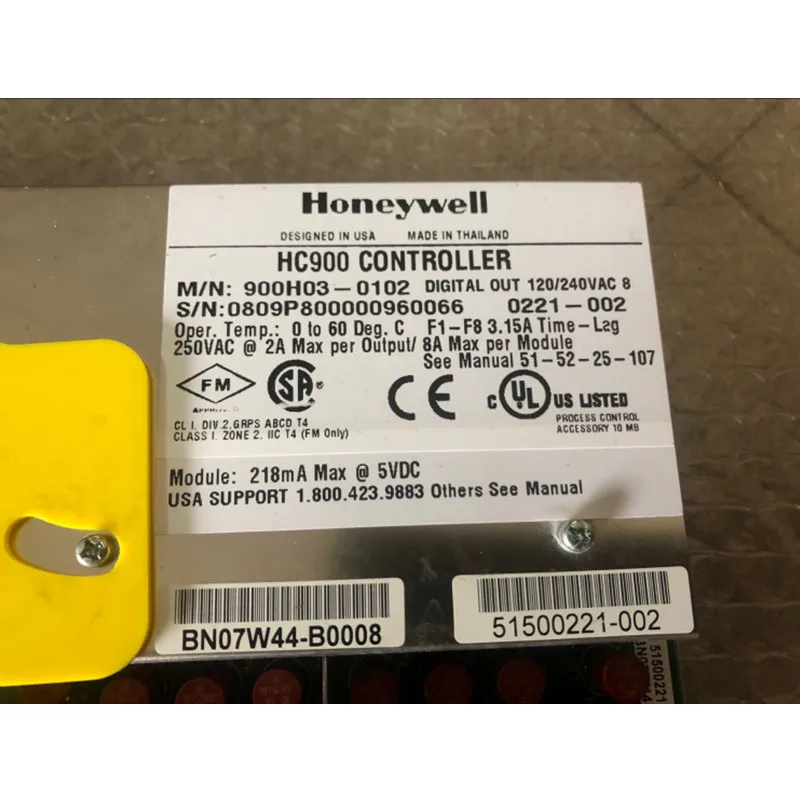 Honeywell
DESIGNED IN USA MADE IN THAILAND
HC900 CONTROLLER
M/N: 900H03-0102 DIGITAL OUT 120/240VAC 8
S/N:0809P800000960066 0221-002
Oper. Temp.: 0 to 60 Deg. C F1-F8 3.15A Time-Lag
250VAC @ 2A Max per Output/ 8A Max per Module
See Manual 51-52-25-107
FM
APPROVED
SA ®
CE
c UL US LISTED
PROCESS CONTROL
ACCESSORY 10 MB
CL I, DIV.2,GRPS ABCD T4
CLASS I. ZONE 2. IIC T4 (FM Only)
Module: 218mA Max @ 5VDC
USA SUPPORT 1.800.423.9883 Others See Manual
BN07W44-B0008
51500221-002
51500221